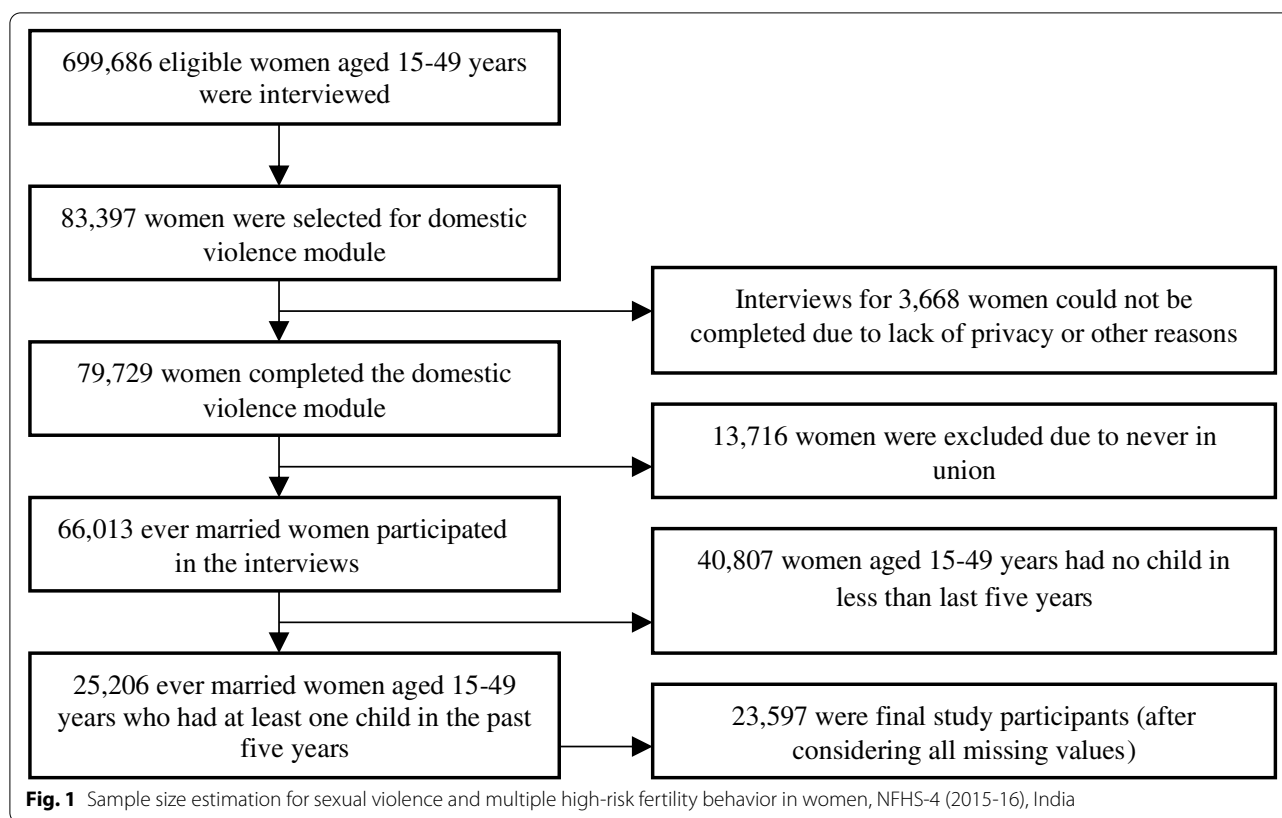 699,686 eligible women aged 15-49 years
were interviewed
83,397 women were selected for domestic
violence module
Interviews for 3,668 women could not be
completed due to lack of privacy or other reasons
79,729 women completed the domestic
violence module
13,716 women were excluded due to never in
union
66,013 ever married women participated
in the interviews
40,807 women aged 15-49 years had no child in
less than last five years
25,206 ever married women aged 15-49
years who had at least one child in the past
five years
23,597 were final study participants (after
considering all missing values)
Fig. 1 Sample size estimation for sexual violence and multiple high-risk fertility behavior in women, NFHS-4 (2015-16), India